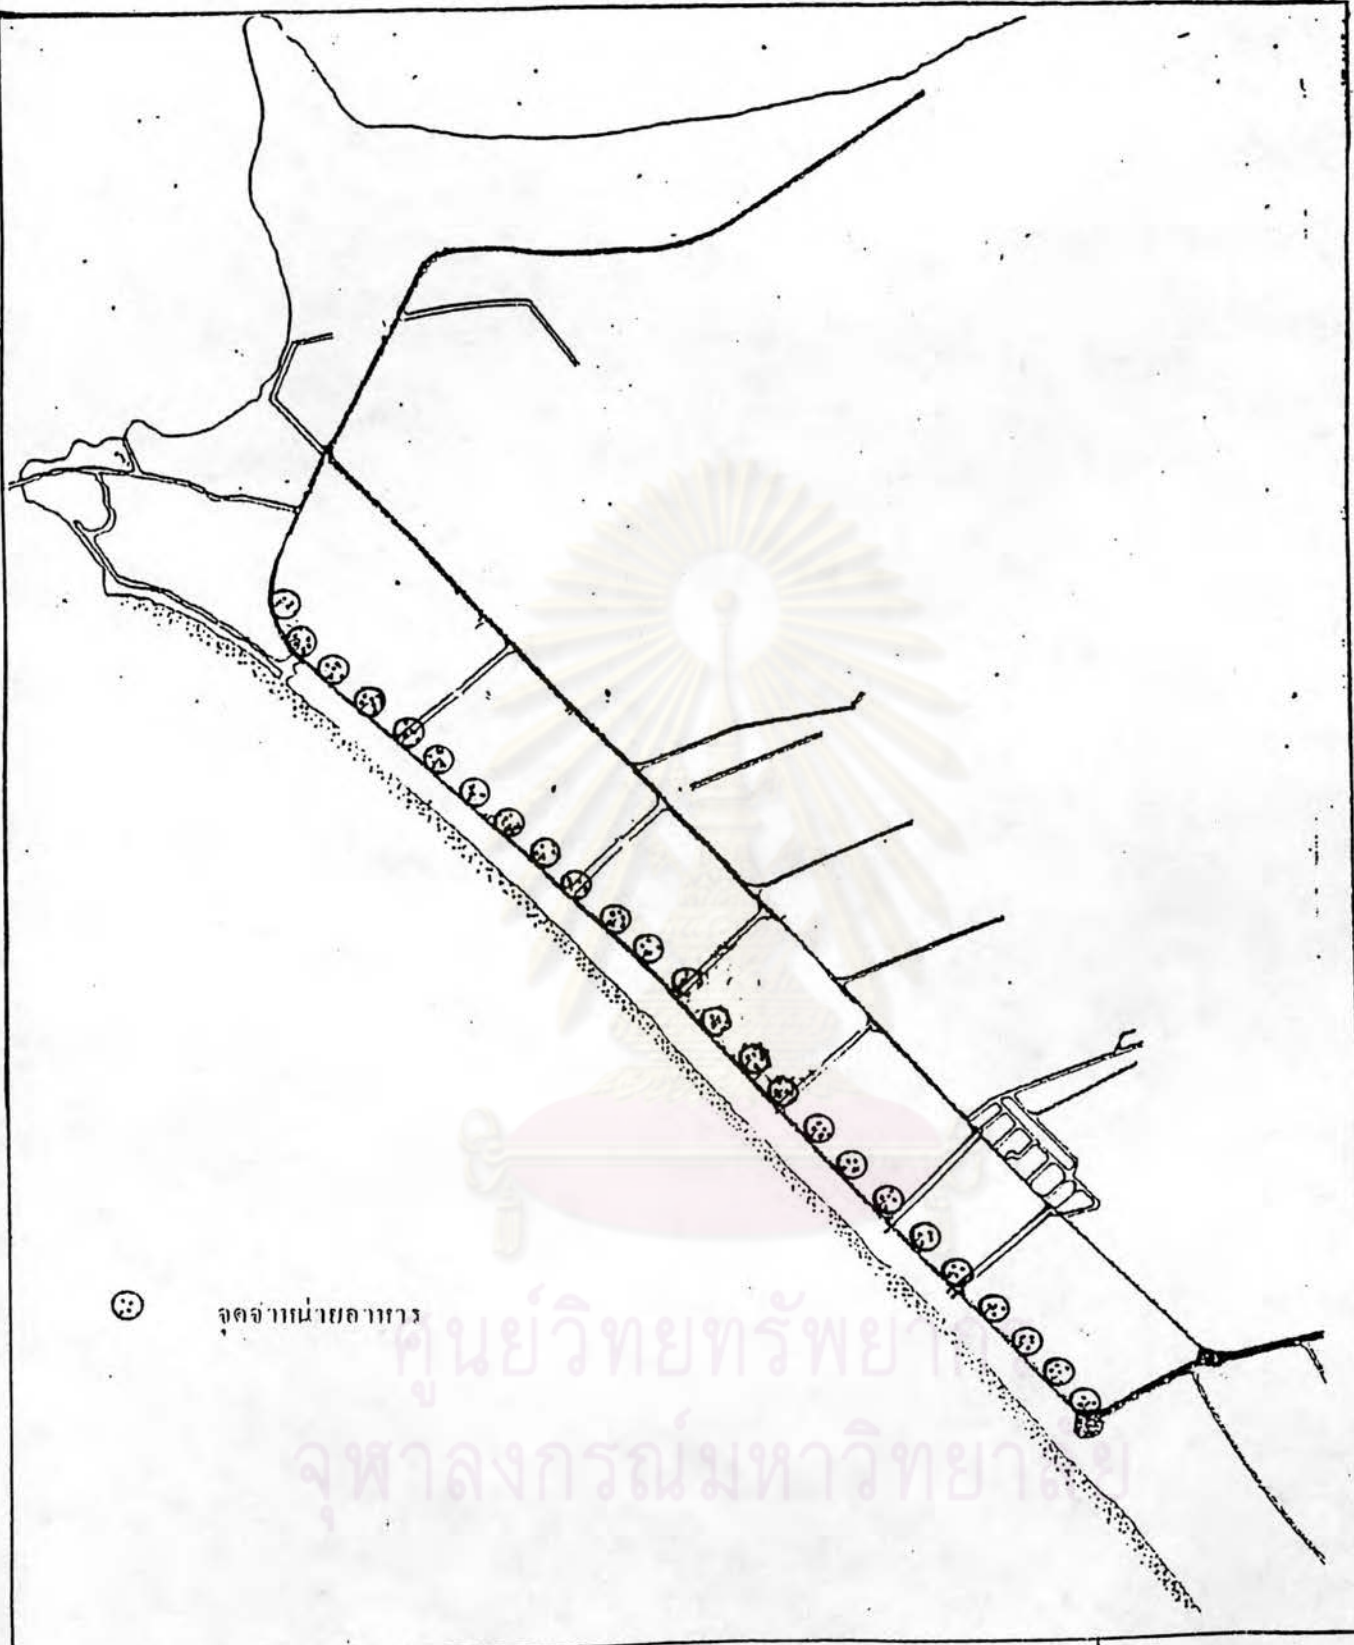 จุดจำหน่ายอาหาร
ศูนย์วิทยทรัพยากร
จุฬาลงกรณ์มหาวิทยาลัย